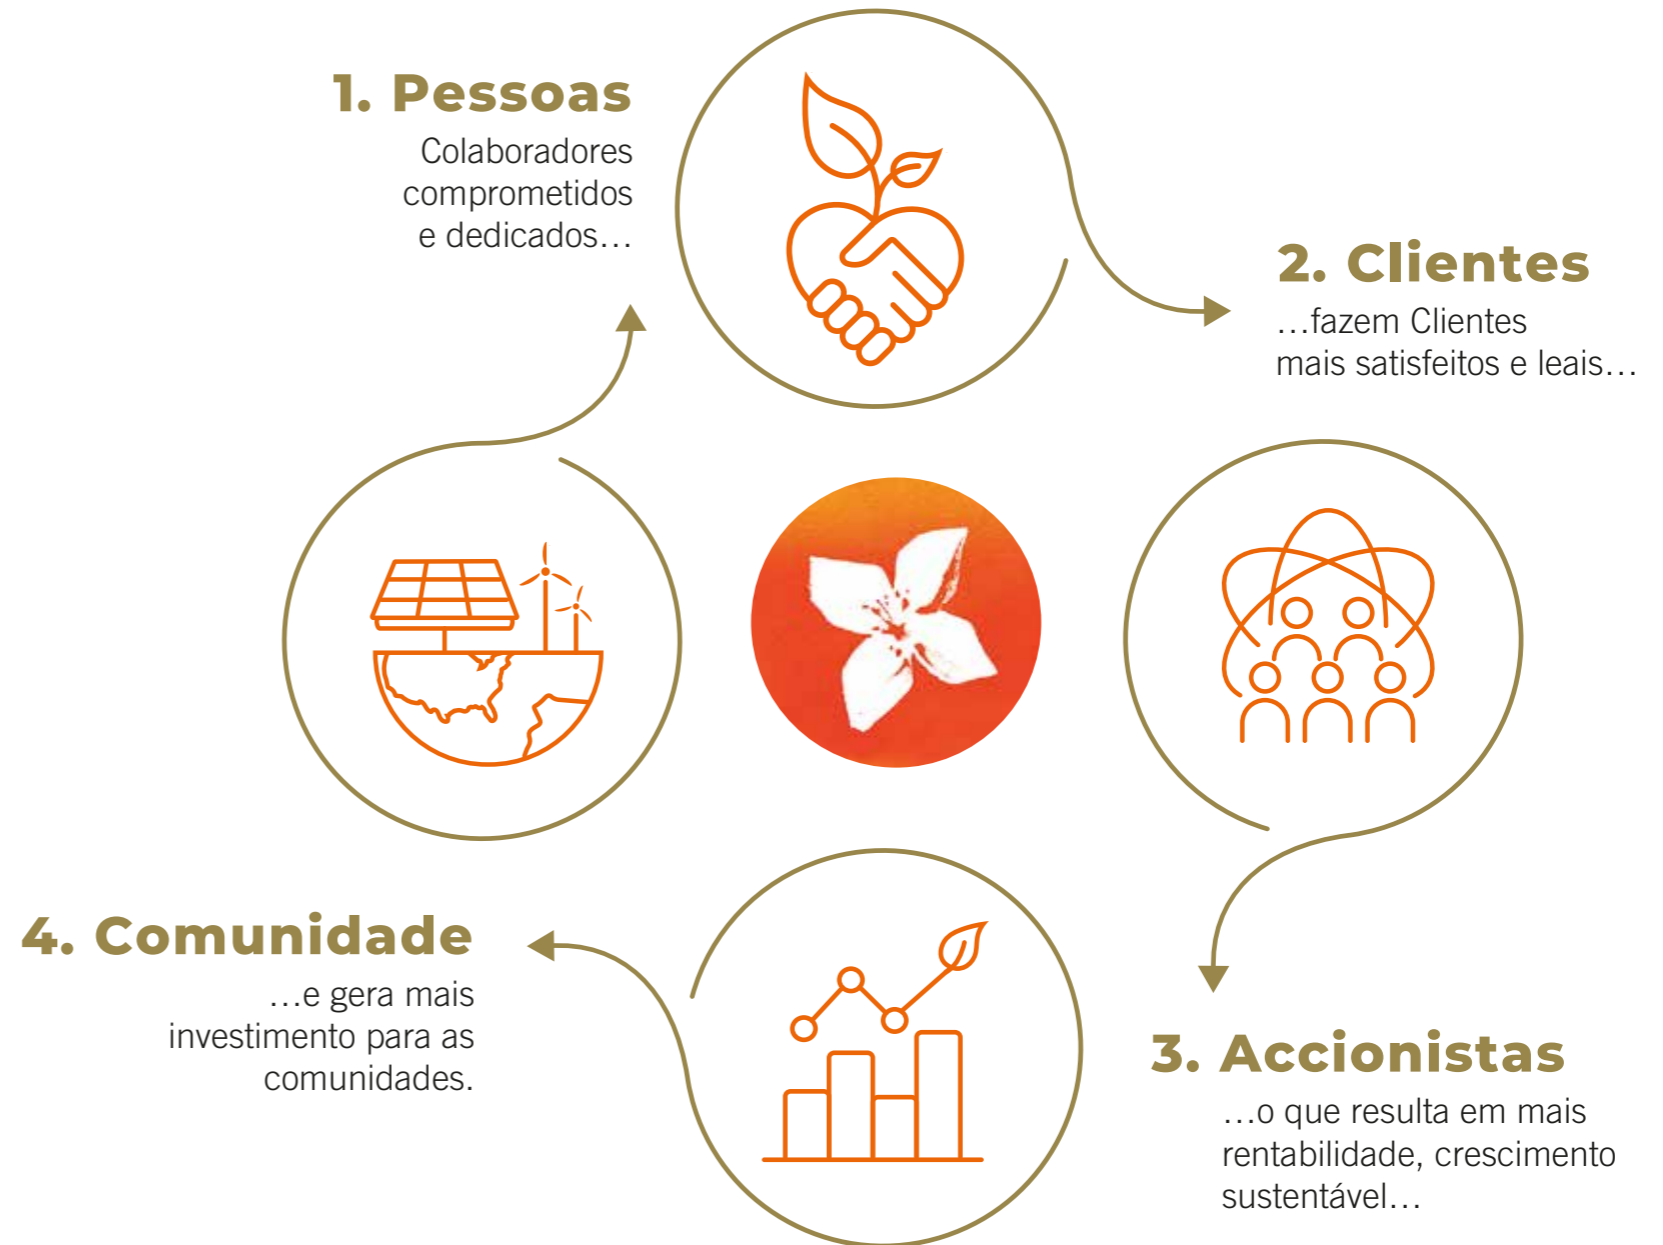 1. Pessoas
Colaboradores
comprometidos
e dedicados…
2. Clientes
…fazem Clientes
mais satisfeitos e leais…
3. Accionistas
…o que resulta em mais
rentabilidade, crescimento
sustentável…
4. Comunidade
…e gera mais
investimento para as
comunidades.